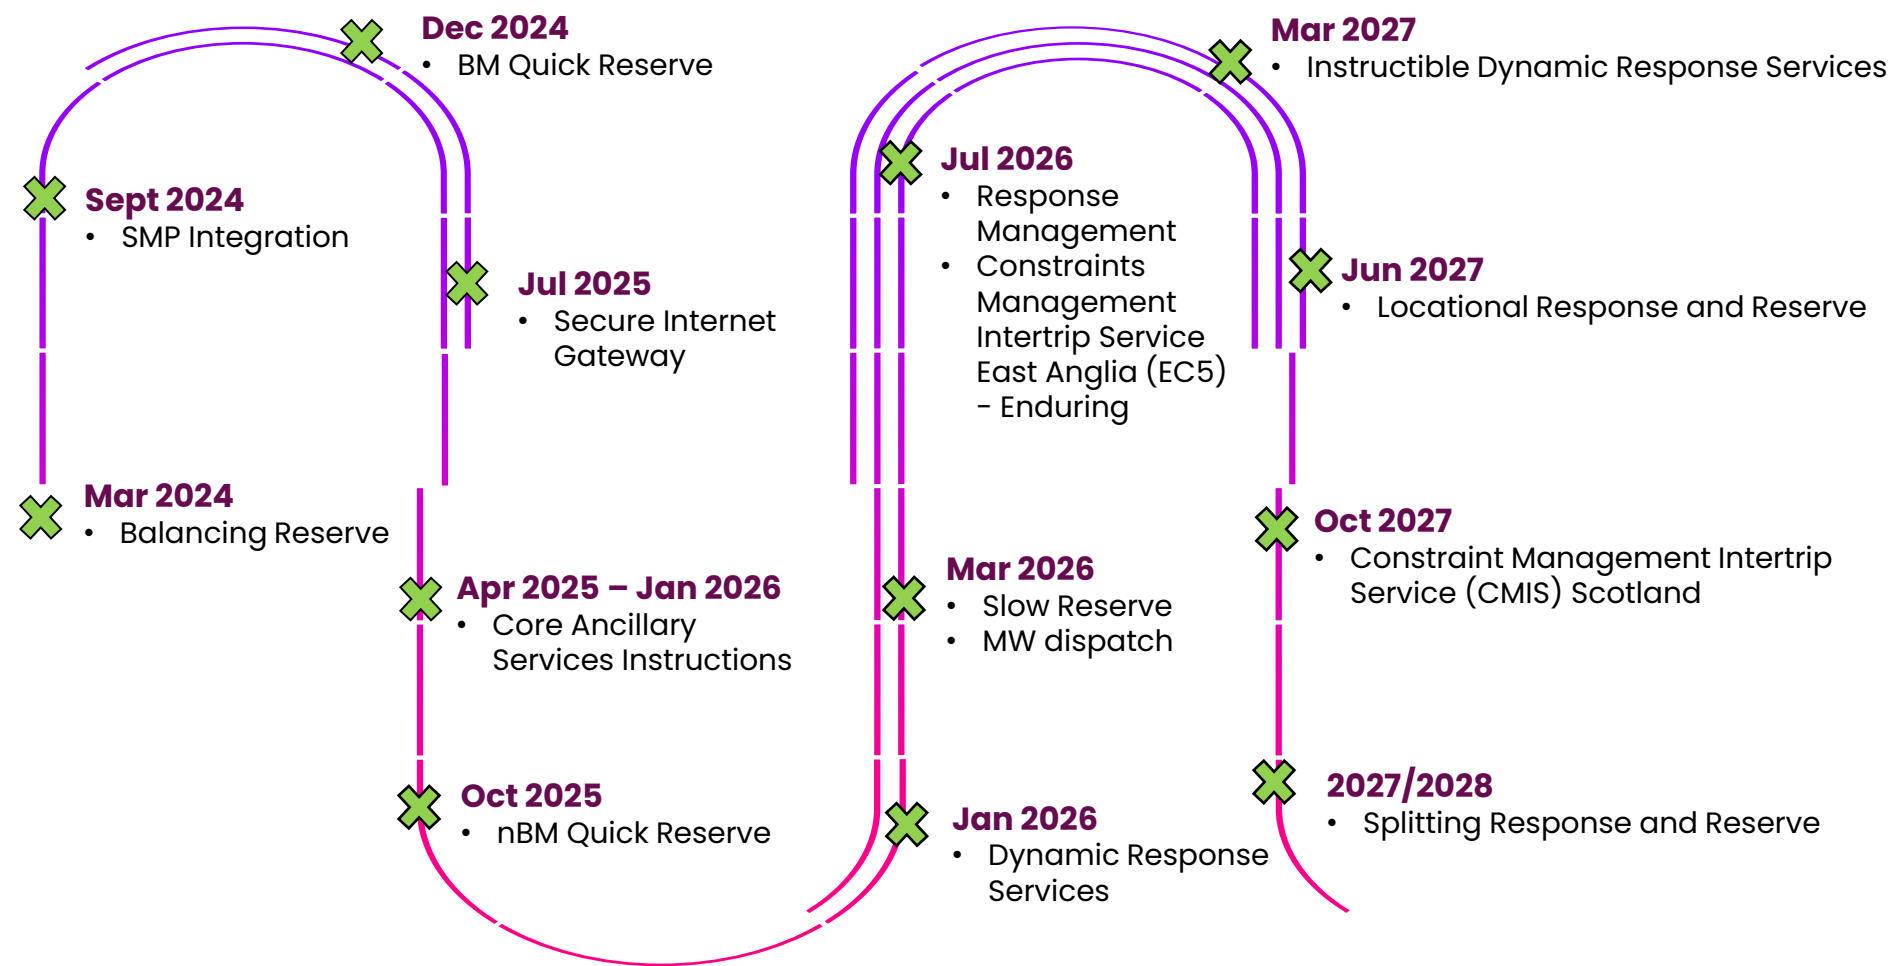 Mar 2024
• Balancing Reserve
Sept 2024
• SMP Integration
Dec 2024
• BM Quick Reserve
Jul 2025
• Secure Internet
Gateway
Apr 2025 – Jan 2026
• Core Ancillary
Services Instructions
Oct 2025
• nBM Quick Reserve
Jan 2026
• Dynamic Response
Services
Mar 2026
• Slow Reserve
• MW dispatch
Jul 2026
• Response
Management
• Constraints
Management
Intertrip Service
East Anglia (EC5)
- Enduring
Mar 2027
• Instructible Dynamic Response Services
Jun 2027
• Locational Response and Reserve
Oct 2027
• Constraint Management Intertrip
Service (CMIS) Scotland
2027/2028
• Splitting Response and Reserve